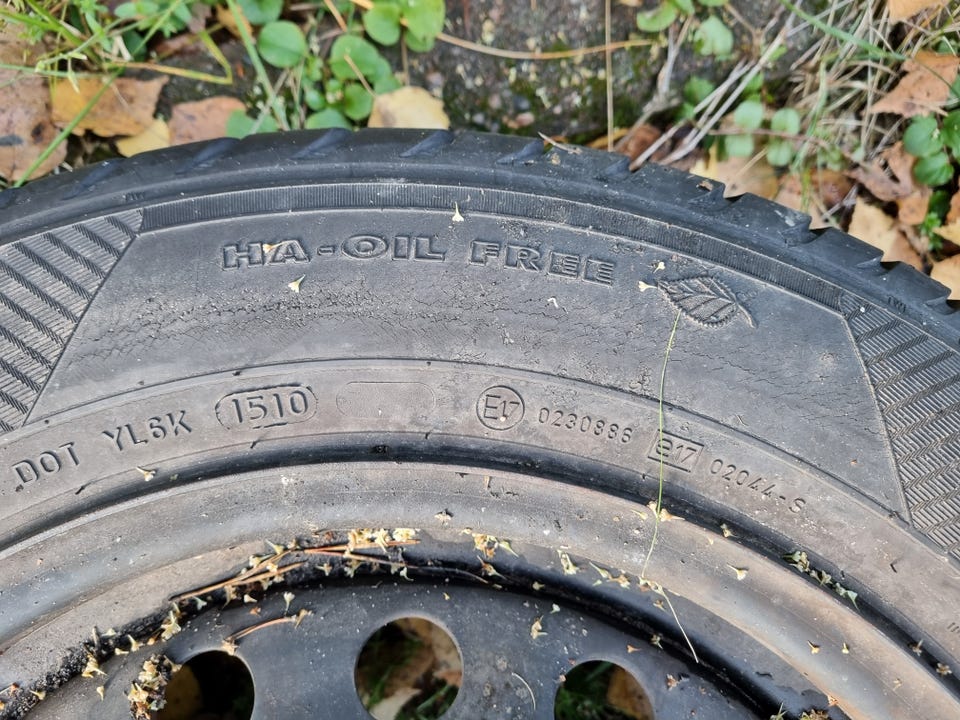 HA-OIL FREE
DOT YL6K 1510 E17 0230886 e17 02044-S